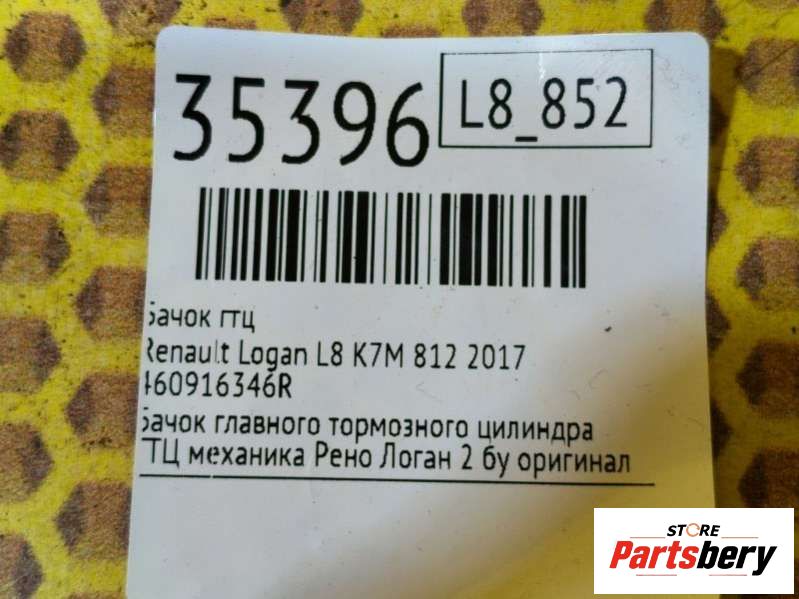 35396
L8_852
Бачок ГТЦ
Renault Logan L8 K7M 812 2017
460916346R
Бачок главного тормозного цилиндра
ГТЦ механика Рено Логан 2 бу оригинал
STORE
Partsbery